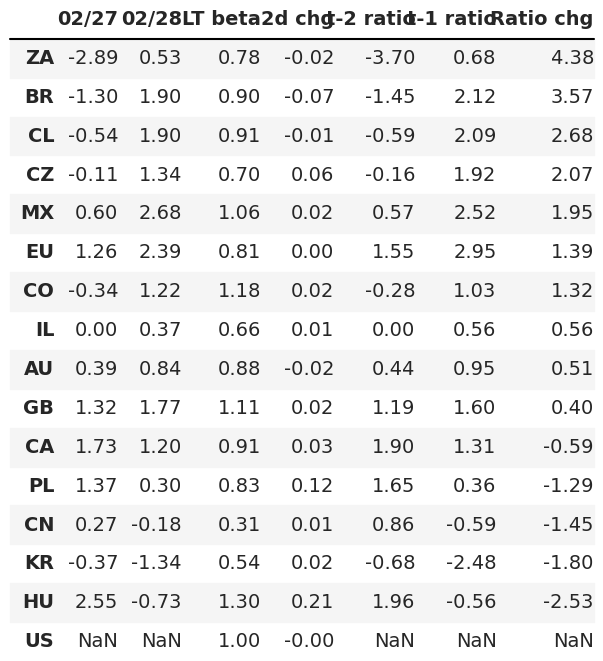 02/27 02/28 LT beta 2d chg t-2 ratio t-1 ratio Ratio chg
ZA -2.89 0.53 0.78 -0.02 -3.70 0.68 4.38
BR -1.30 1.90 0.90 -0.07 -1.45 2.12 3.57
CL -0.54 1.90 0.91 -0.01 -0.59 2.09 2.68
CZ -0.11 1.34 0.70 0.06 -0.16 1.92 2.07
MX 0.60 2.68 1.06 0.02 0.57 2.52 1.95
EU 1.26 2.39 0.81 0.00 1.55 2.95 1.39
CO -0.34 1.22 1.18 0.02 -0.28 1.03 1.32
IL 0.00 0.37 0.66 0.01 0.00 0.56 0.56
AU 0.39 0.84 0.88 -0.02 0.44 0.95 0.51
GB 1.32 1.77 1.11 0.02 1.19 1.60 0.40
CA 1.73 1.20 0.91 0.03 1.90 1.31 -0.59
PL 1.37 0.30 0.83 0.12 1.65 0.36 -1.29
CN 0.27 -0.18 0.31 0.01 0.86 -0.59 -1.45
KR -0.37 -1.34 0.54 0.02 -0.68 -2.48 -1.80
HU 2.55 -0.73 1.30 0.21 1.96 -0.56 -2.53
US NaN NaN 1.00 -0.00 NaN NaN NaN